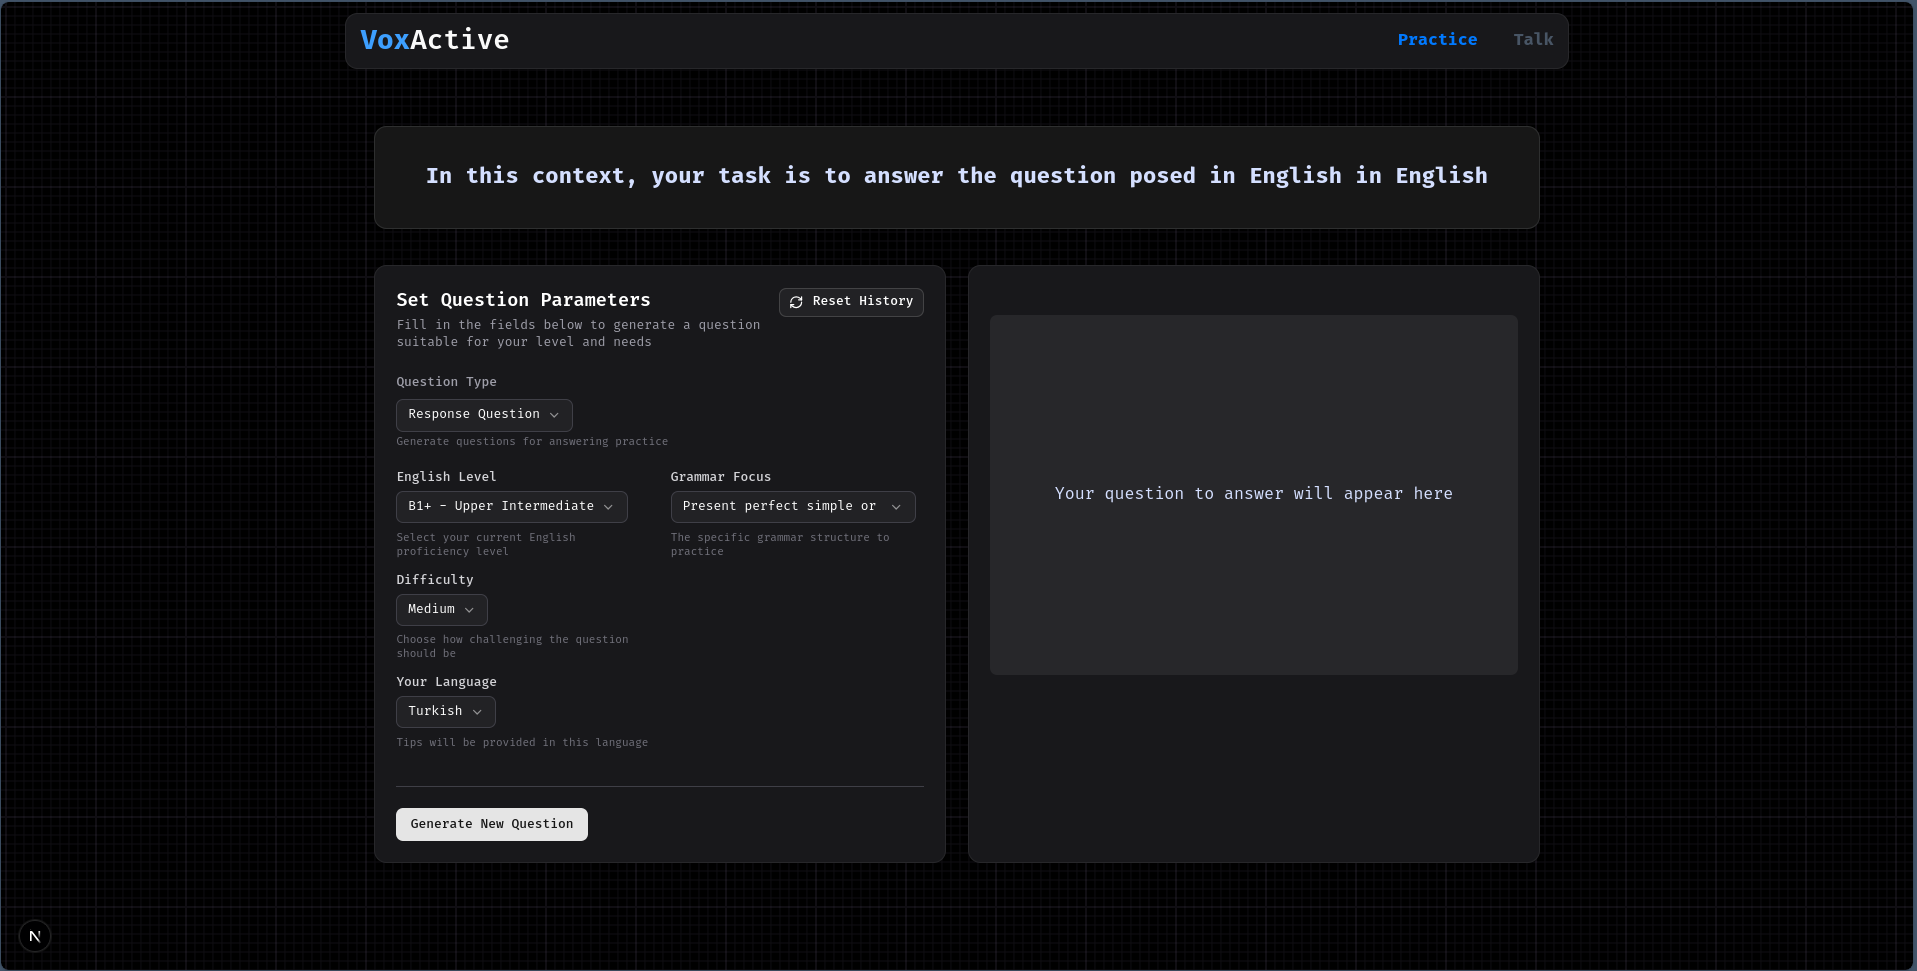 VoxActive
Practice
Talk
In this context, your task is to answer the question posed in English in English
Set Question Parameters
Reset History
Fill in the fields below to generate a question
suitable for your level and needs
Question Type
Response Question
Generate questions for answering practice
English Level
B1+ - Upper Intermediate
Select your current English
proficiency level
Grammar Focus
Present perfect simple or
The specific grammar structure to
practice
Difficulty
Medium
Choose how challenging the question
should be
Your Language
Turkish
Tips will be provided in this language
Generate New Question
Your question to answer will appear here
N